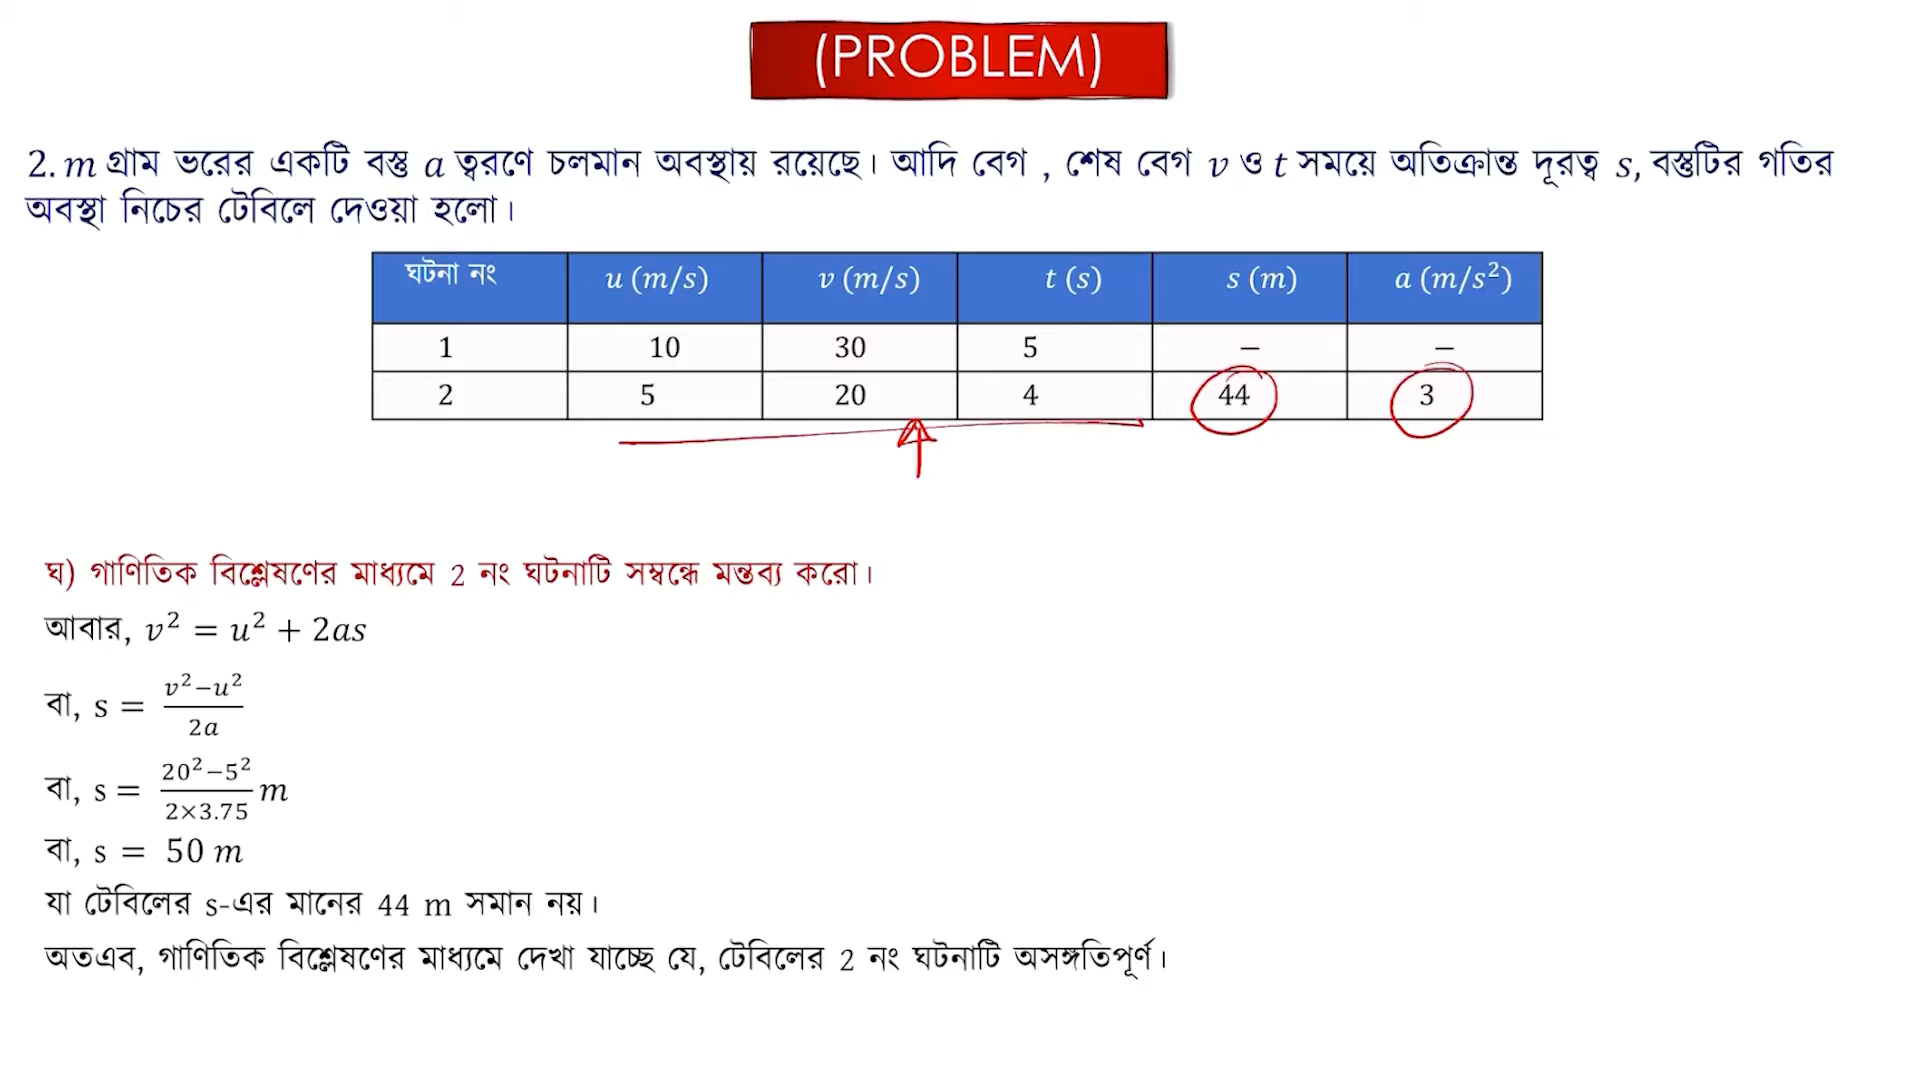 (PROBLEM)
2. m গ্রাম ভরের একটি বস্তু a ত্বরণে চলমান অবস্থায় রয়েছে। আদি বেগ , শেষ বেগ v ও t সময়ে অতিক্রান্ত দূরত্ব s, বস্তুটির গতির
অবস্থা নিচের টেবিলে দেওয়া হলো।
ঘটনা নং u (m/s) v (m/s) t (s) s (m) a (m/s²)
1 10 30 5 – –
2 5 20 4 44 3
ঘ) গাণিতিক বিশ্লেষণের মাধ্যমে 2 নং ঘটনাটি সম্বন্ধে মন্তব্য করো।
আবার, v² = u² + 2as
বা, s = (v²−u²)/2a
বা, s = (20²−5²)/(2×3.75) m
বা, s = 50 m
যা টেবিলের s-এর মানের 44 m সমান নয়।
অতএব, গাণিতিক বিশ্লেষণের মাধ্যমে দেখা যাচ্ছে যে, টেবিলের 2 নং ঘটনাটি অসঙ্গতিপূর্ণ।